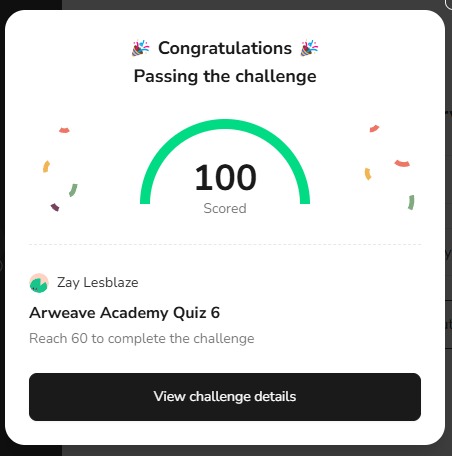 Congratulations
Passing the challenge
100
Scored
Zay Lesblaze
Arweave Academy Quiz 6
Reach 60 to complete the challenge
View challenge details